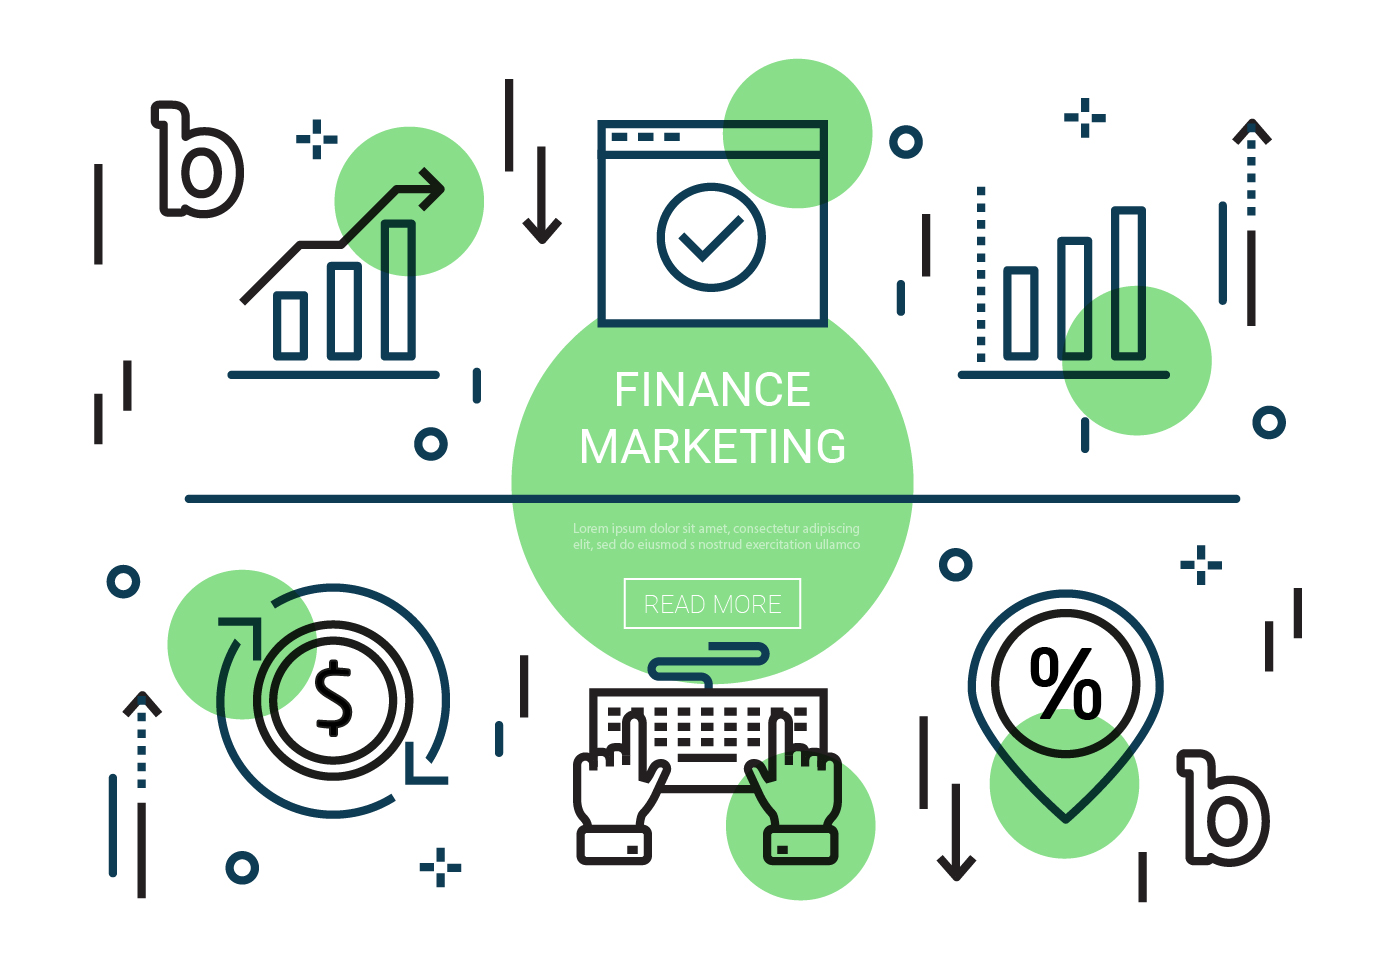 b
FINANCE
MARKETING
Lorem ipsum dolor sit amet, consectetur adipiscing
elit, sed do eiusmod s nostrud exercitation ullamco
READ MORE
$
%
b